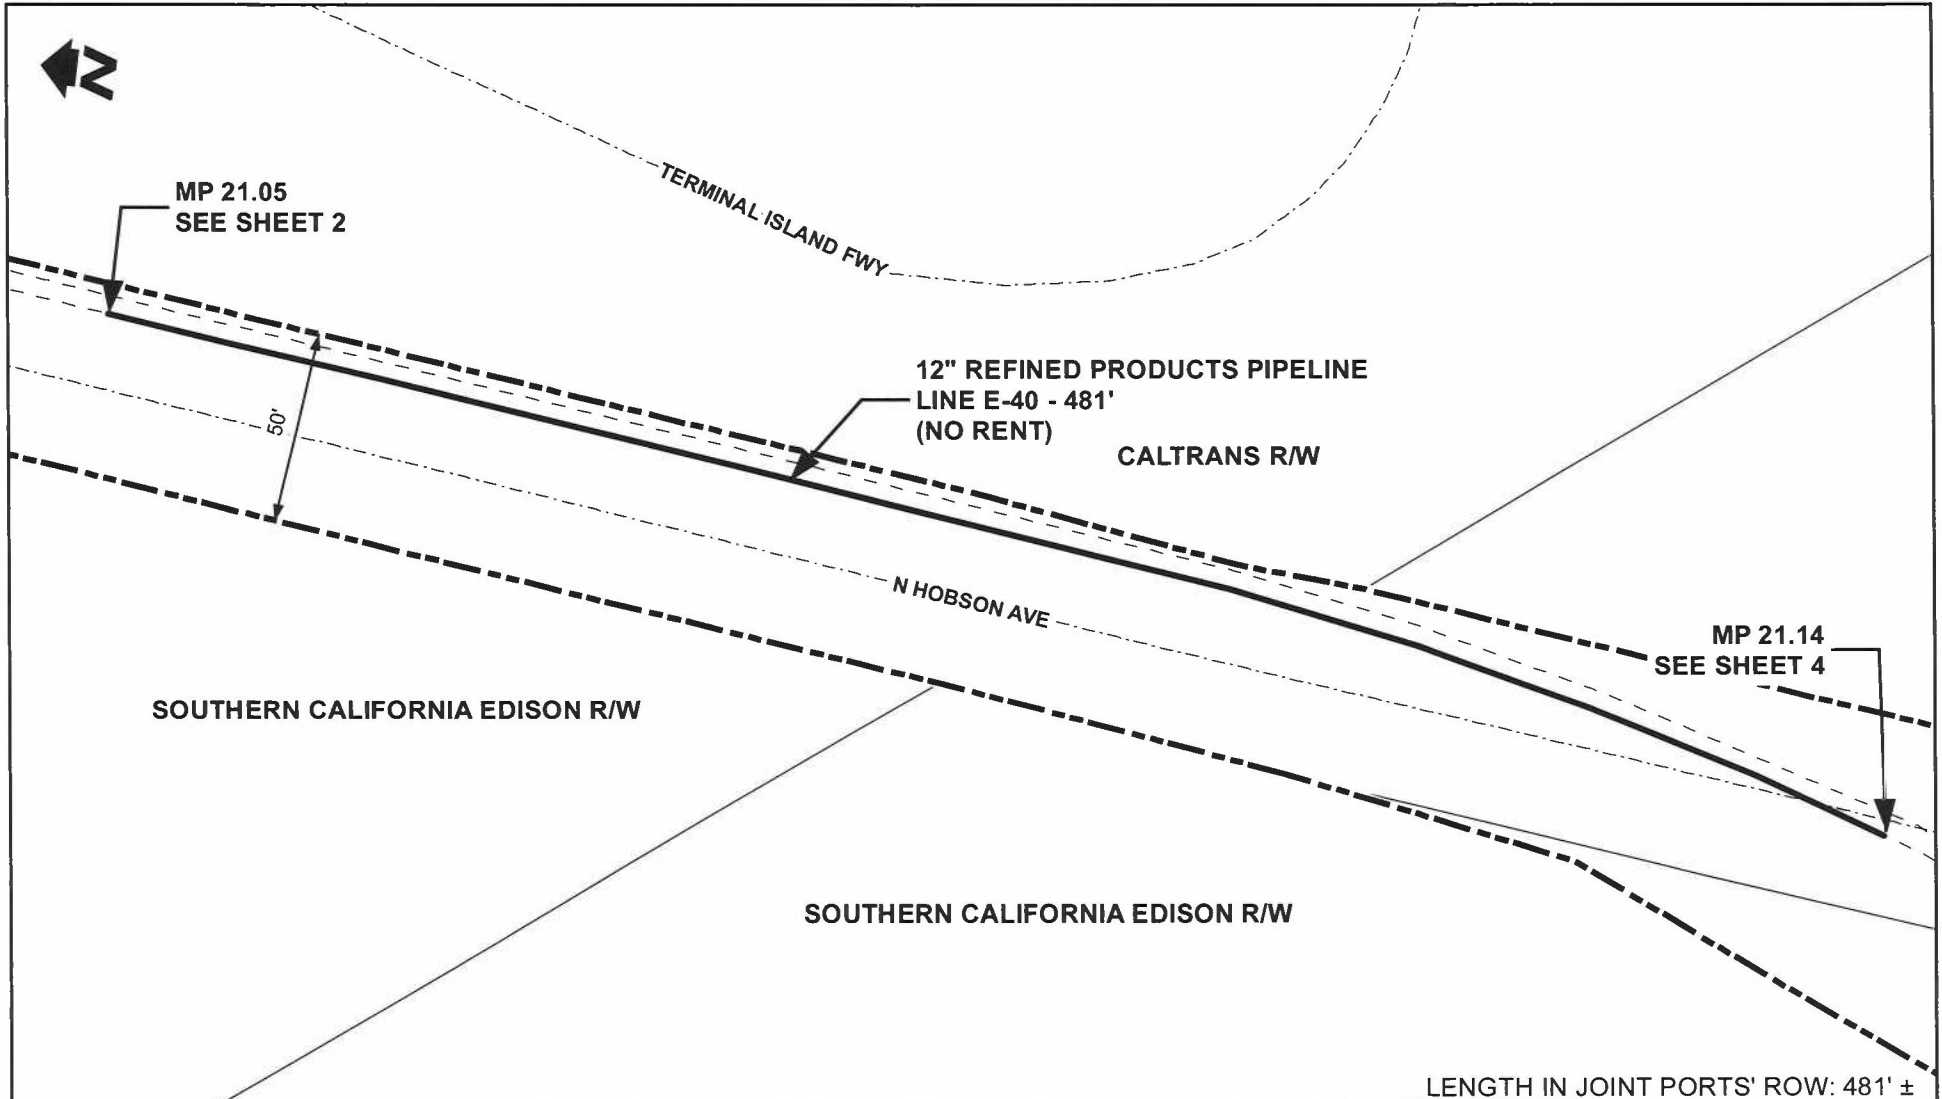 N
TERMINAL ISLAND FWY
MP 21.05
SEE SHEET 2
50'
12" REFINED PRODUCTS PIPELINE
LINE E-40 - 481'
(NO RENT)
CALTRANS R/W
N HOBSON AVE
MP 21.14
SEE SHEET 4
SOUTHERN CALIFORNIA EDISON R/W
SOUTHERN CALIFORNIA EDISON R/W
LENGTH IN JOINT PORTS' ROW: 481' ±